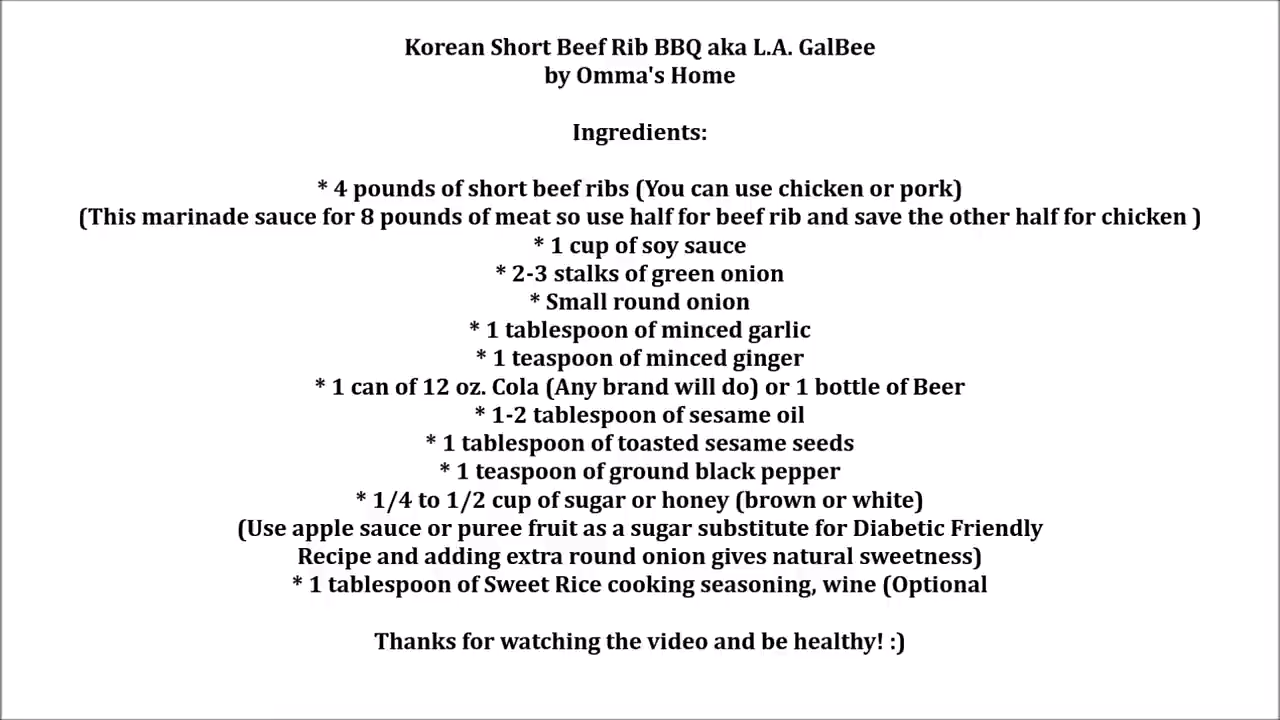 Korean Short Beef Rib BBQ aka L.A. GalBee
by Omma's Home
Ingredients:
* 4 pounds of short beef ribs (You can use chicken or pork)
(This marinade sauce for 8 pounds of meat so use half for beef rib and save the other half for chicken )
* 1 cup of soy sauce
* 2-3 stalks of green onion
* Small round onion
* 1 tablespoon of minced garlic
* 1 teaspoon of minced ginger
* 1 can of 12 oz. Cola (Any brand will do) or 1 bottle of Beer
* 1-2 tablespoon of sesame oil
* 1 tablespoon of toasted sesame seeds
* 1 teaspoon of ground black pepper
* 1/4 to 1/2 cup of sugar or honey (brown or white)
(Use apple sauce or puree fruit as a sugar substitute for Diabetic Friendly
Recipe and adding extra round onion gives natural sweetness)
* 1 tablespoon of Sweet Rice cooking seasoning, wine (Optional
Thanks for watching the video and be healthy! :)